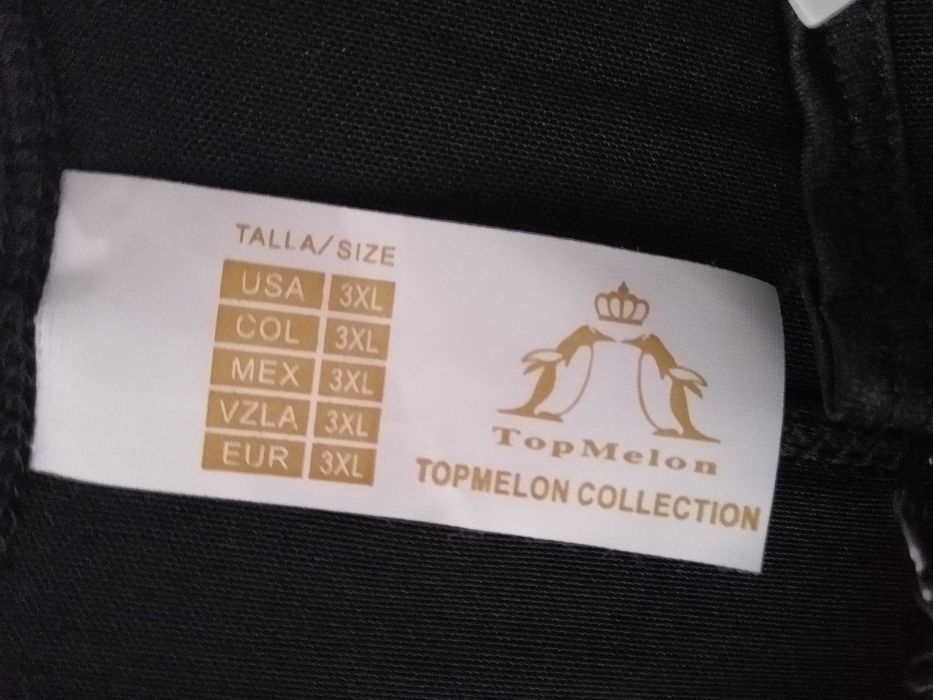 TALLA/SIZE
USA 3XL
COL 3XL
MEX 3XL
VZLA 3XL
EUR 3XL
TopMelon
TOPMELON COLLECTION